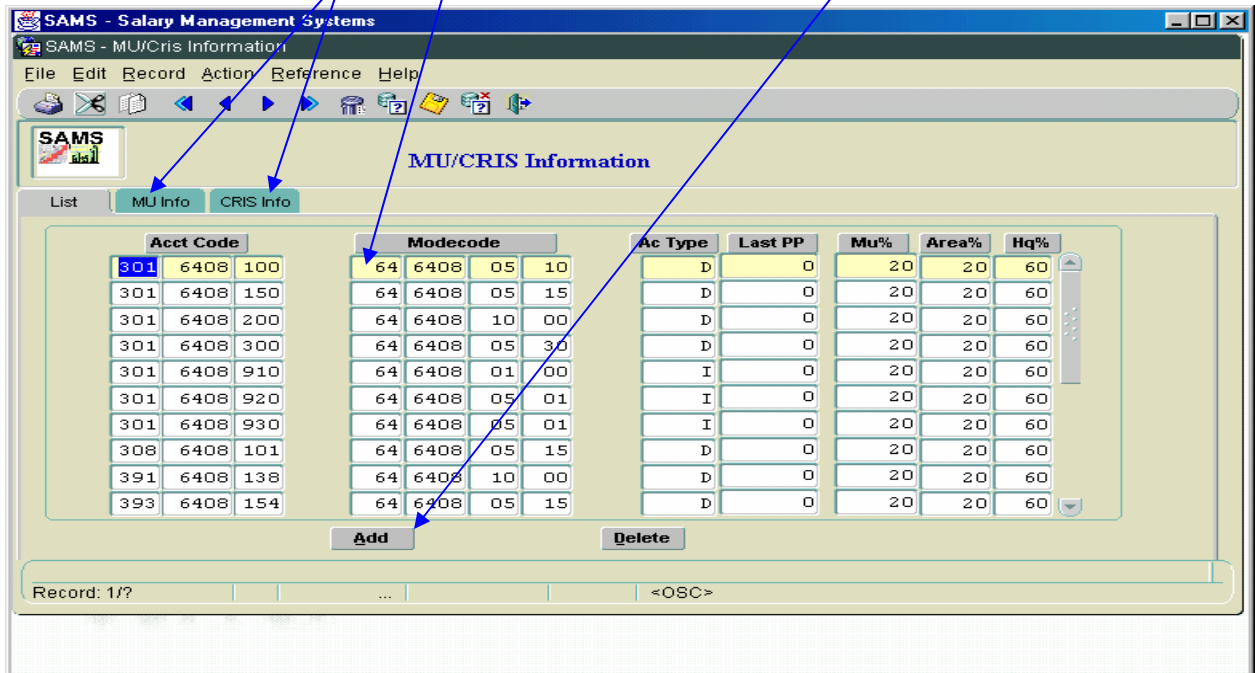 SAMS - Salary Management Systems
SAMS - MU/Cris Information
File Edit Record Action Reference Help
SAMS
MU/CRIS Information
List MU Info CRIS Info
Acct Code Modecode Ac Type Last PP Mu% Area% Hq%
301 6408 100 64 6408 05 10 D 0 20 20 60
301 6408 150 64 6408 05 15 D 0 20 20 60
301 6408 200 64 6408 10 00 D 0 20 20 60
301 6408 300 64 6408 05 30 D 0 20 20 60
301 6408 910 64 6408 01 00 I 0 20 20 60
301 6408 920 64 6408 05 01 I 0 20 20 60
301 6408 930 64 6408 05 01 I 0 20 20 60
308 6408 101 64 6408 05 15 D 0 20 20 60
391 6408 138 64 6408 10 00 D 0 20 20 60
393 6408 154 64 6408 05 15 D 0 20 20 60
Add Delete
Record: 1/? ... <OSC>